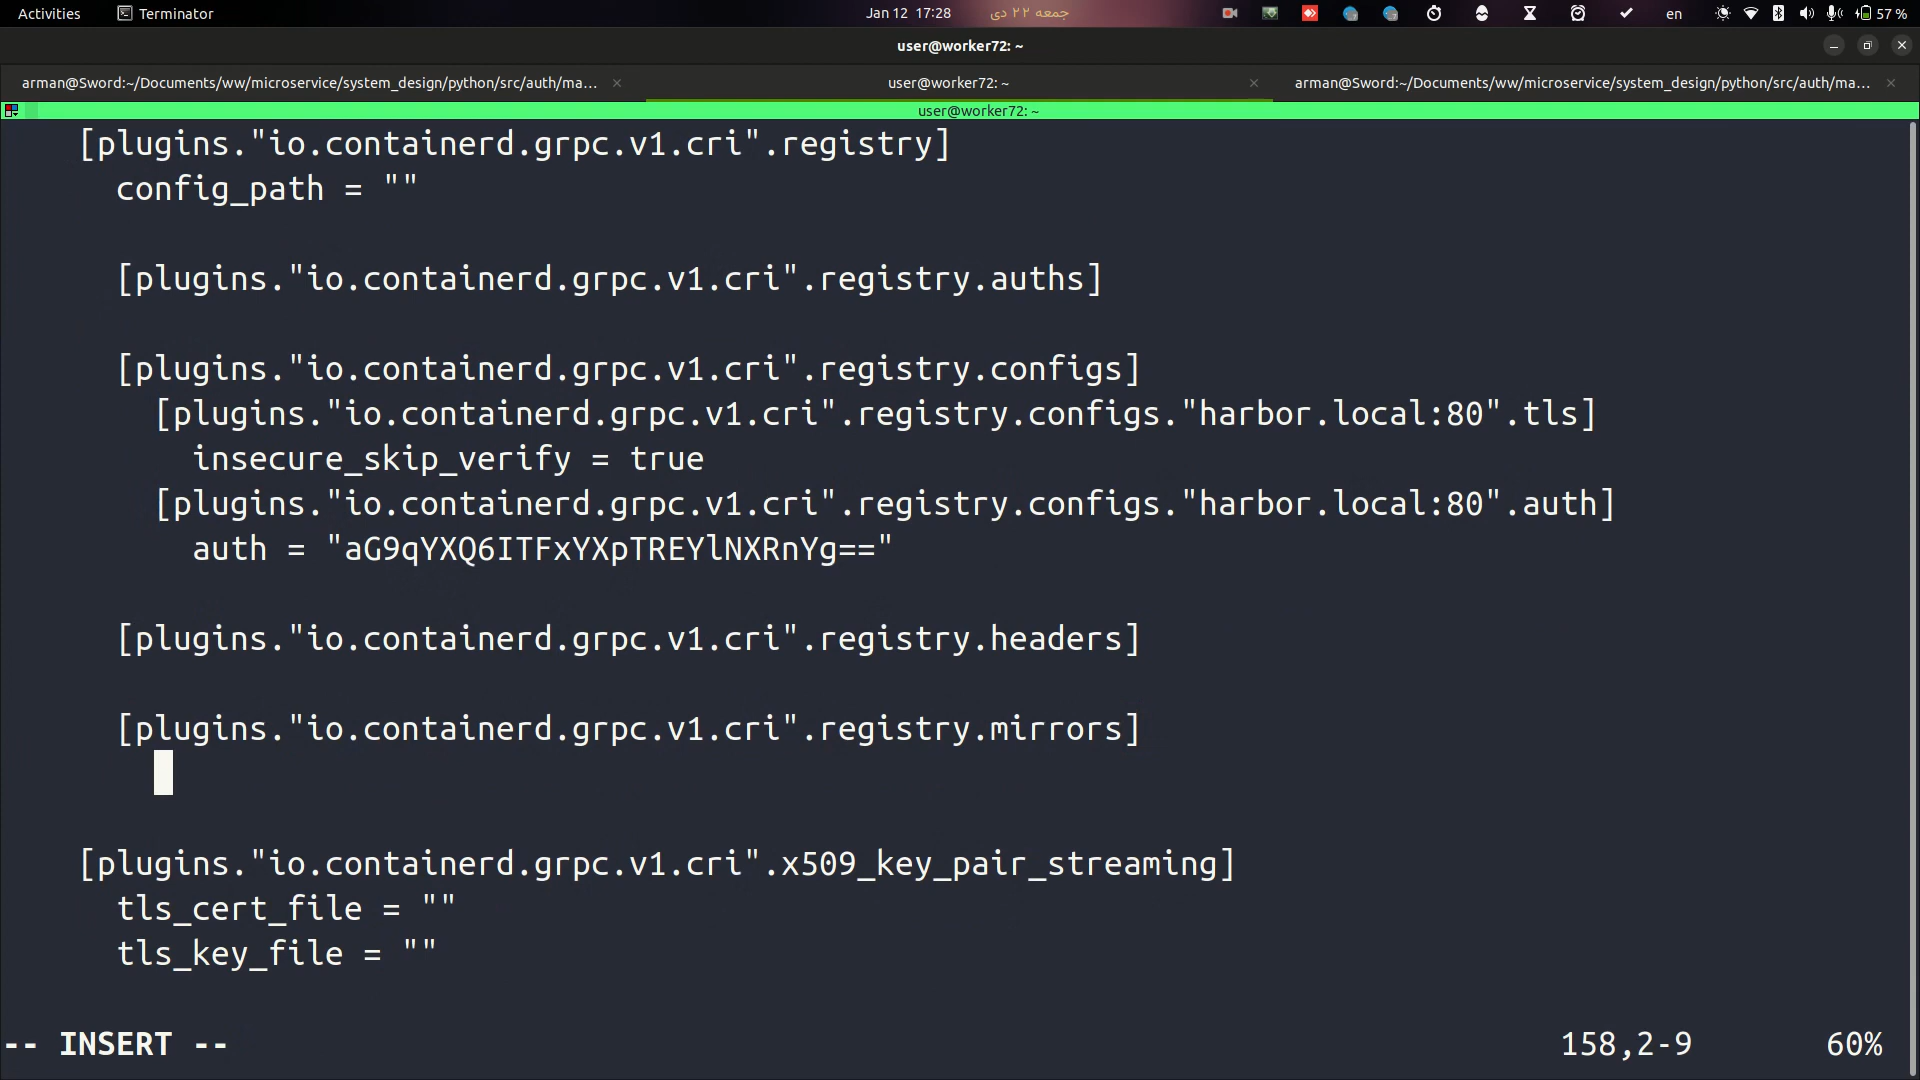 Activities
Terminator
Jan 12 17:28
جمعه ۲۲ دی
en
57 %
user@worker72: ~
arman@Sword:~/Documents/ww/microservice/system_design/python/src/auth/ma...
user@worker72: ~
arman@Sword:~/Documents/ww/microservice/system_design/python/src/auth/ma...
user@worker72: ~
[plugins."io.containerd.grpc.v1.cri".registry]
config_path = ""
[plugins."io.containerd.grpc.v1.cri".registry.auths]
[plugins."io.containerd.grpc.v1.cri".registry.configs]
[plugins."io.containerd.grpc.v1.cri".registry.configs."harbor.local:80".tls]
insecure_skip_verify = true
[plugins."io.containerd.grpc.v1.cri".registry.configs."harbor.local:80".auth]
auth = "aG9qYXQ6ITFxYXpTREYlNXRnYg=="
[plugins."io.containerd.grpc.v1.cri".registry.headers]
[plugins."io.containerd.grpc.v1.cri".registry.mirrors]
[plugins."io.containerd.grpc.v1.cri".x509_key_pair_streaming]
tls_cert_file = ""
tls_key_file = ""
-- INSERT --
158,2-9
60%